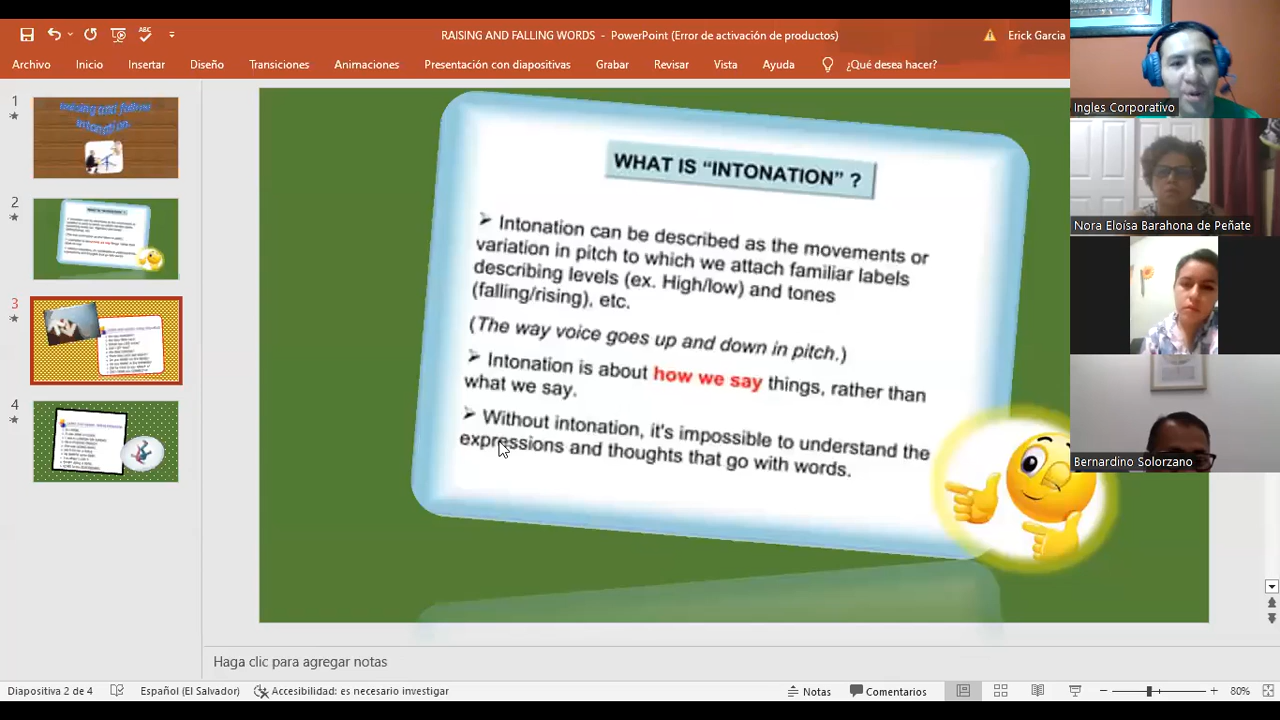 RAISING AND FALLING WORDS - PowerPoint (Error de activación de productos)
Erick Garcia
Archivo Inicio Insertar Diseño Transiciones Animaciones Presentación con diapositivas Grabar Revisar Vista Ayuda ¿Qué desea hacer?
Ingles Corporativo
Nora Eloísa Barahona de Peñate
Bernardino Solorzano
1
2
3
4
WHAT IS “INTONATION” ?
Intonation can be described as the movements or
variation in pitch to which we attach familiar labels
describing levels (ex. High/low) and tones
(falling/rising), etc.
(The way voice goes up and down in pitch.)
Intonation is about how we say things, rather than
what we say.
Without intonation, it's impossible to understand the
expressions and thoughts that go with words.
Haga clic para agregar notas
Diapositiva 2 de 4 Español (El Salvador) Accesibilidad: es necesario investigar Notas Comentarios 80%